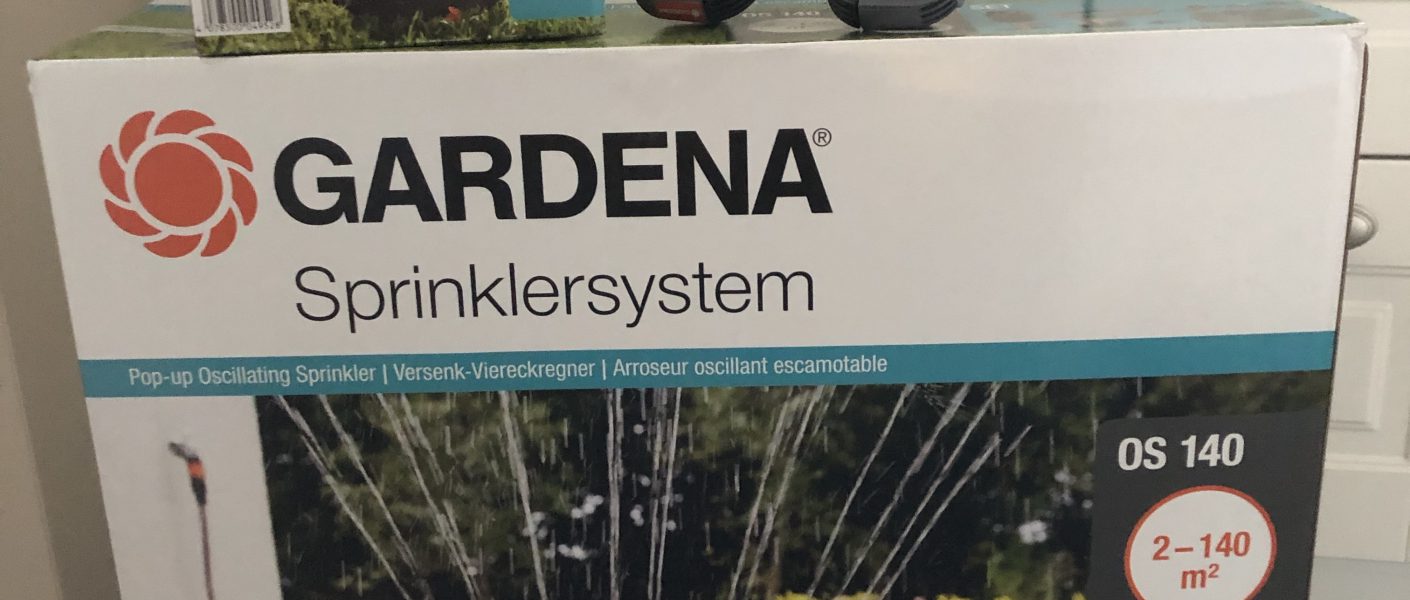 GARDENA®
Sprinklersystem
Pop-up Oscillating Sprinkler | Versenk-Viereckregner | Arroseur oscillant escamotable
OS 140
2 – 140
m²